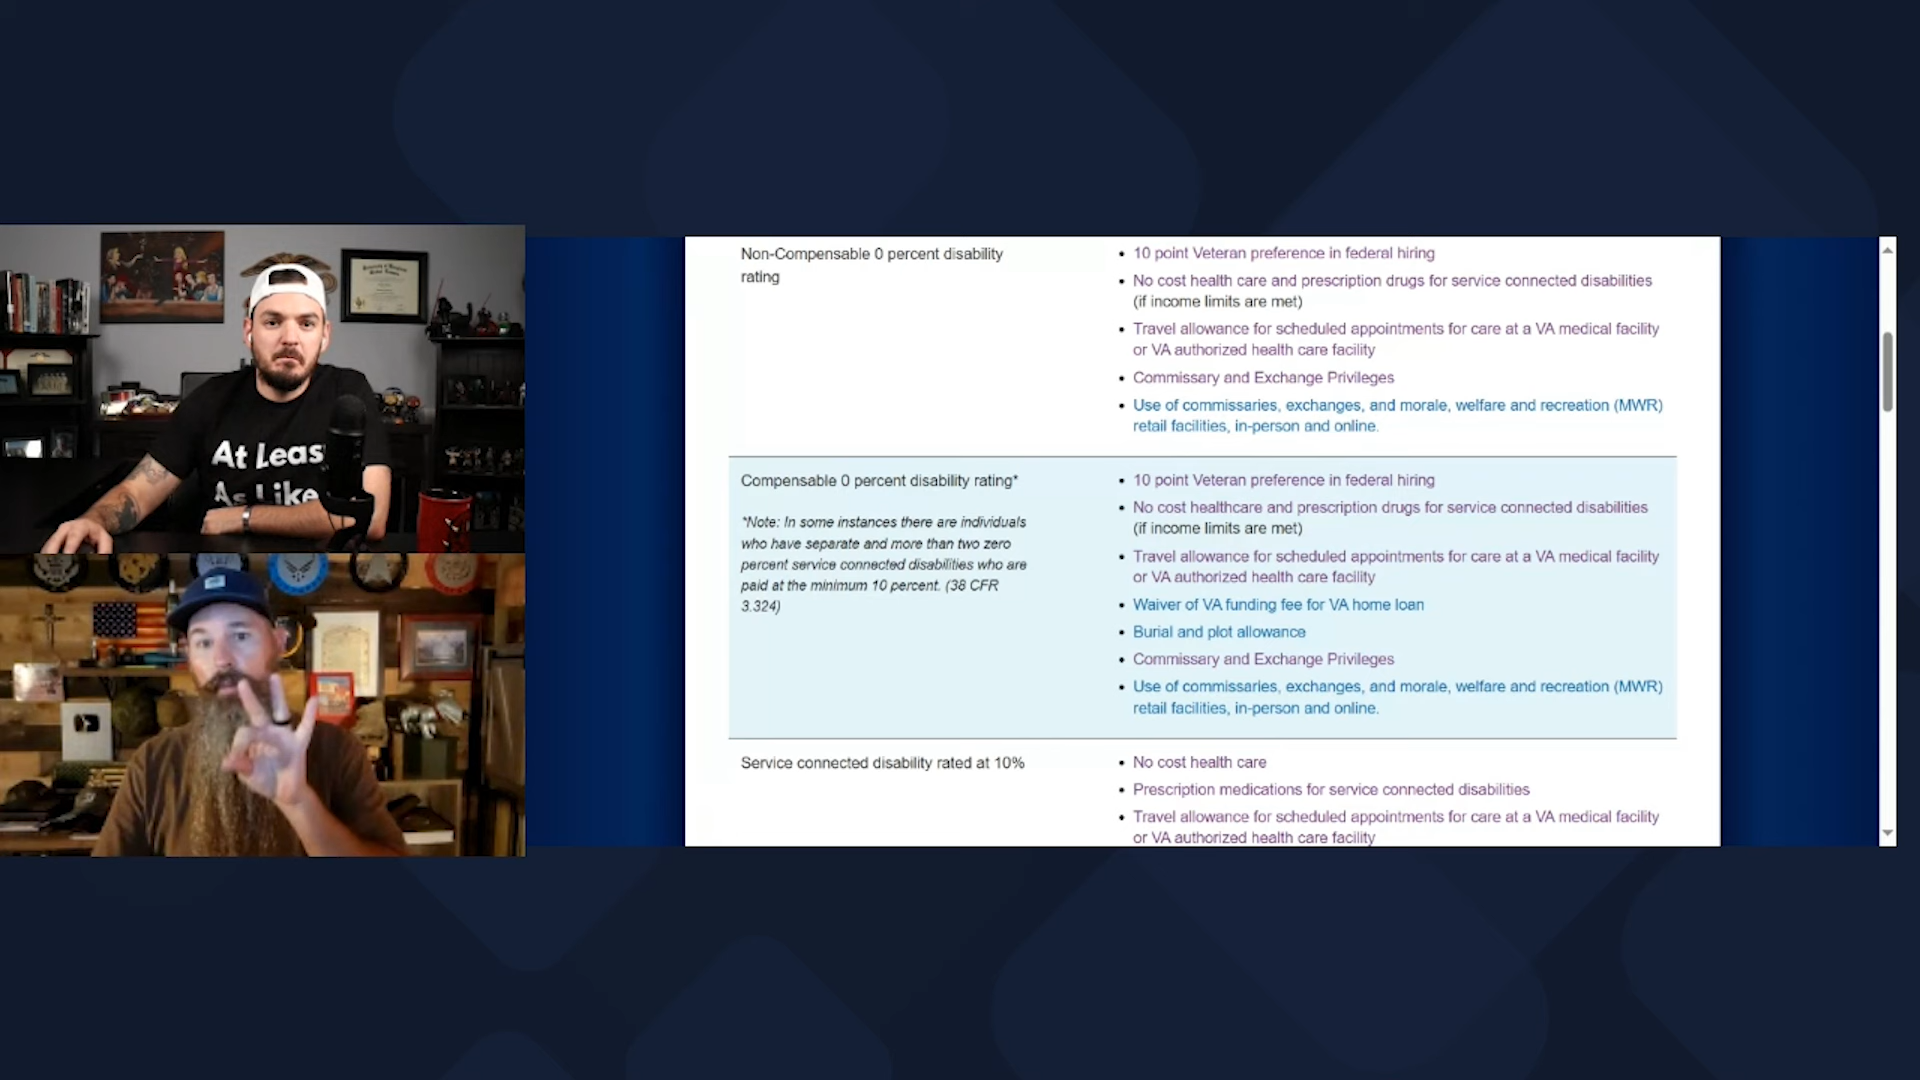 At Leas
As Like
Non-Compensable 0 percent disability
rating
• 10 point Veteran preference in federal hiring
• No cost health care and prescription drugs for service connected disabilities
(if income limits are met)
• Travel allowance for scheduled appointments for care at a VA medical facility
or VA authorized health care facility
• Commissary and Exchange Privileges
• Use of commissaries, exchanges, and morale, welfare and recreation (MWR)
retail facilities, in-person and online.
Compensable 0 percent disability rating*
*Note: In some instances there are individuals
who have separate and more than two zero
percent service connected disabilities who are
paid at the minimum 10 percent. (38 CFR
3.324)
• 10 point Veteran preference in federal hiring
• No cost healthcare and prescription drugs for service connected disabilities
(if income limits are met)
• Travel allowance for scheduled appointments for care at a VA medical facility
or VA authorized health care facility
• Waiver of VA funding fee for VA home loan
• Burial and plot allowance
• Commissary and Exchange Privileges
• Use of commissaries, exchanges, and morale, welfare and recreation (MWR)
retail facilities, in-person and online.
Service connected disability rated at 10%
• No cost health care
• Prescription medications for service connected disabilities
• Travel allowance for scheduled appointments for care at a VA medical facility
or VA authorized health care facility